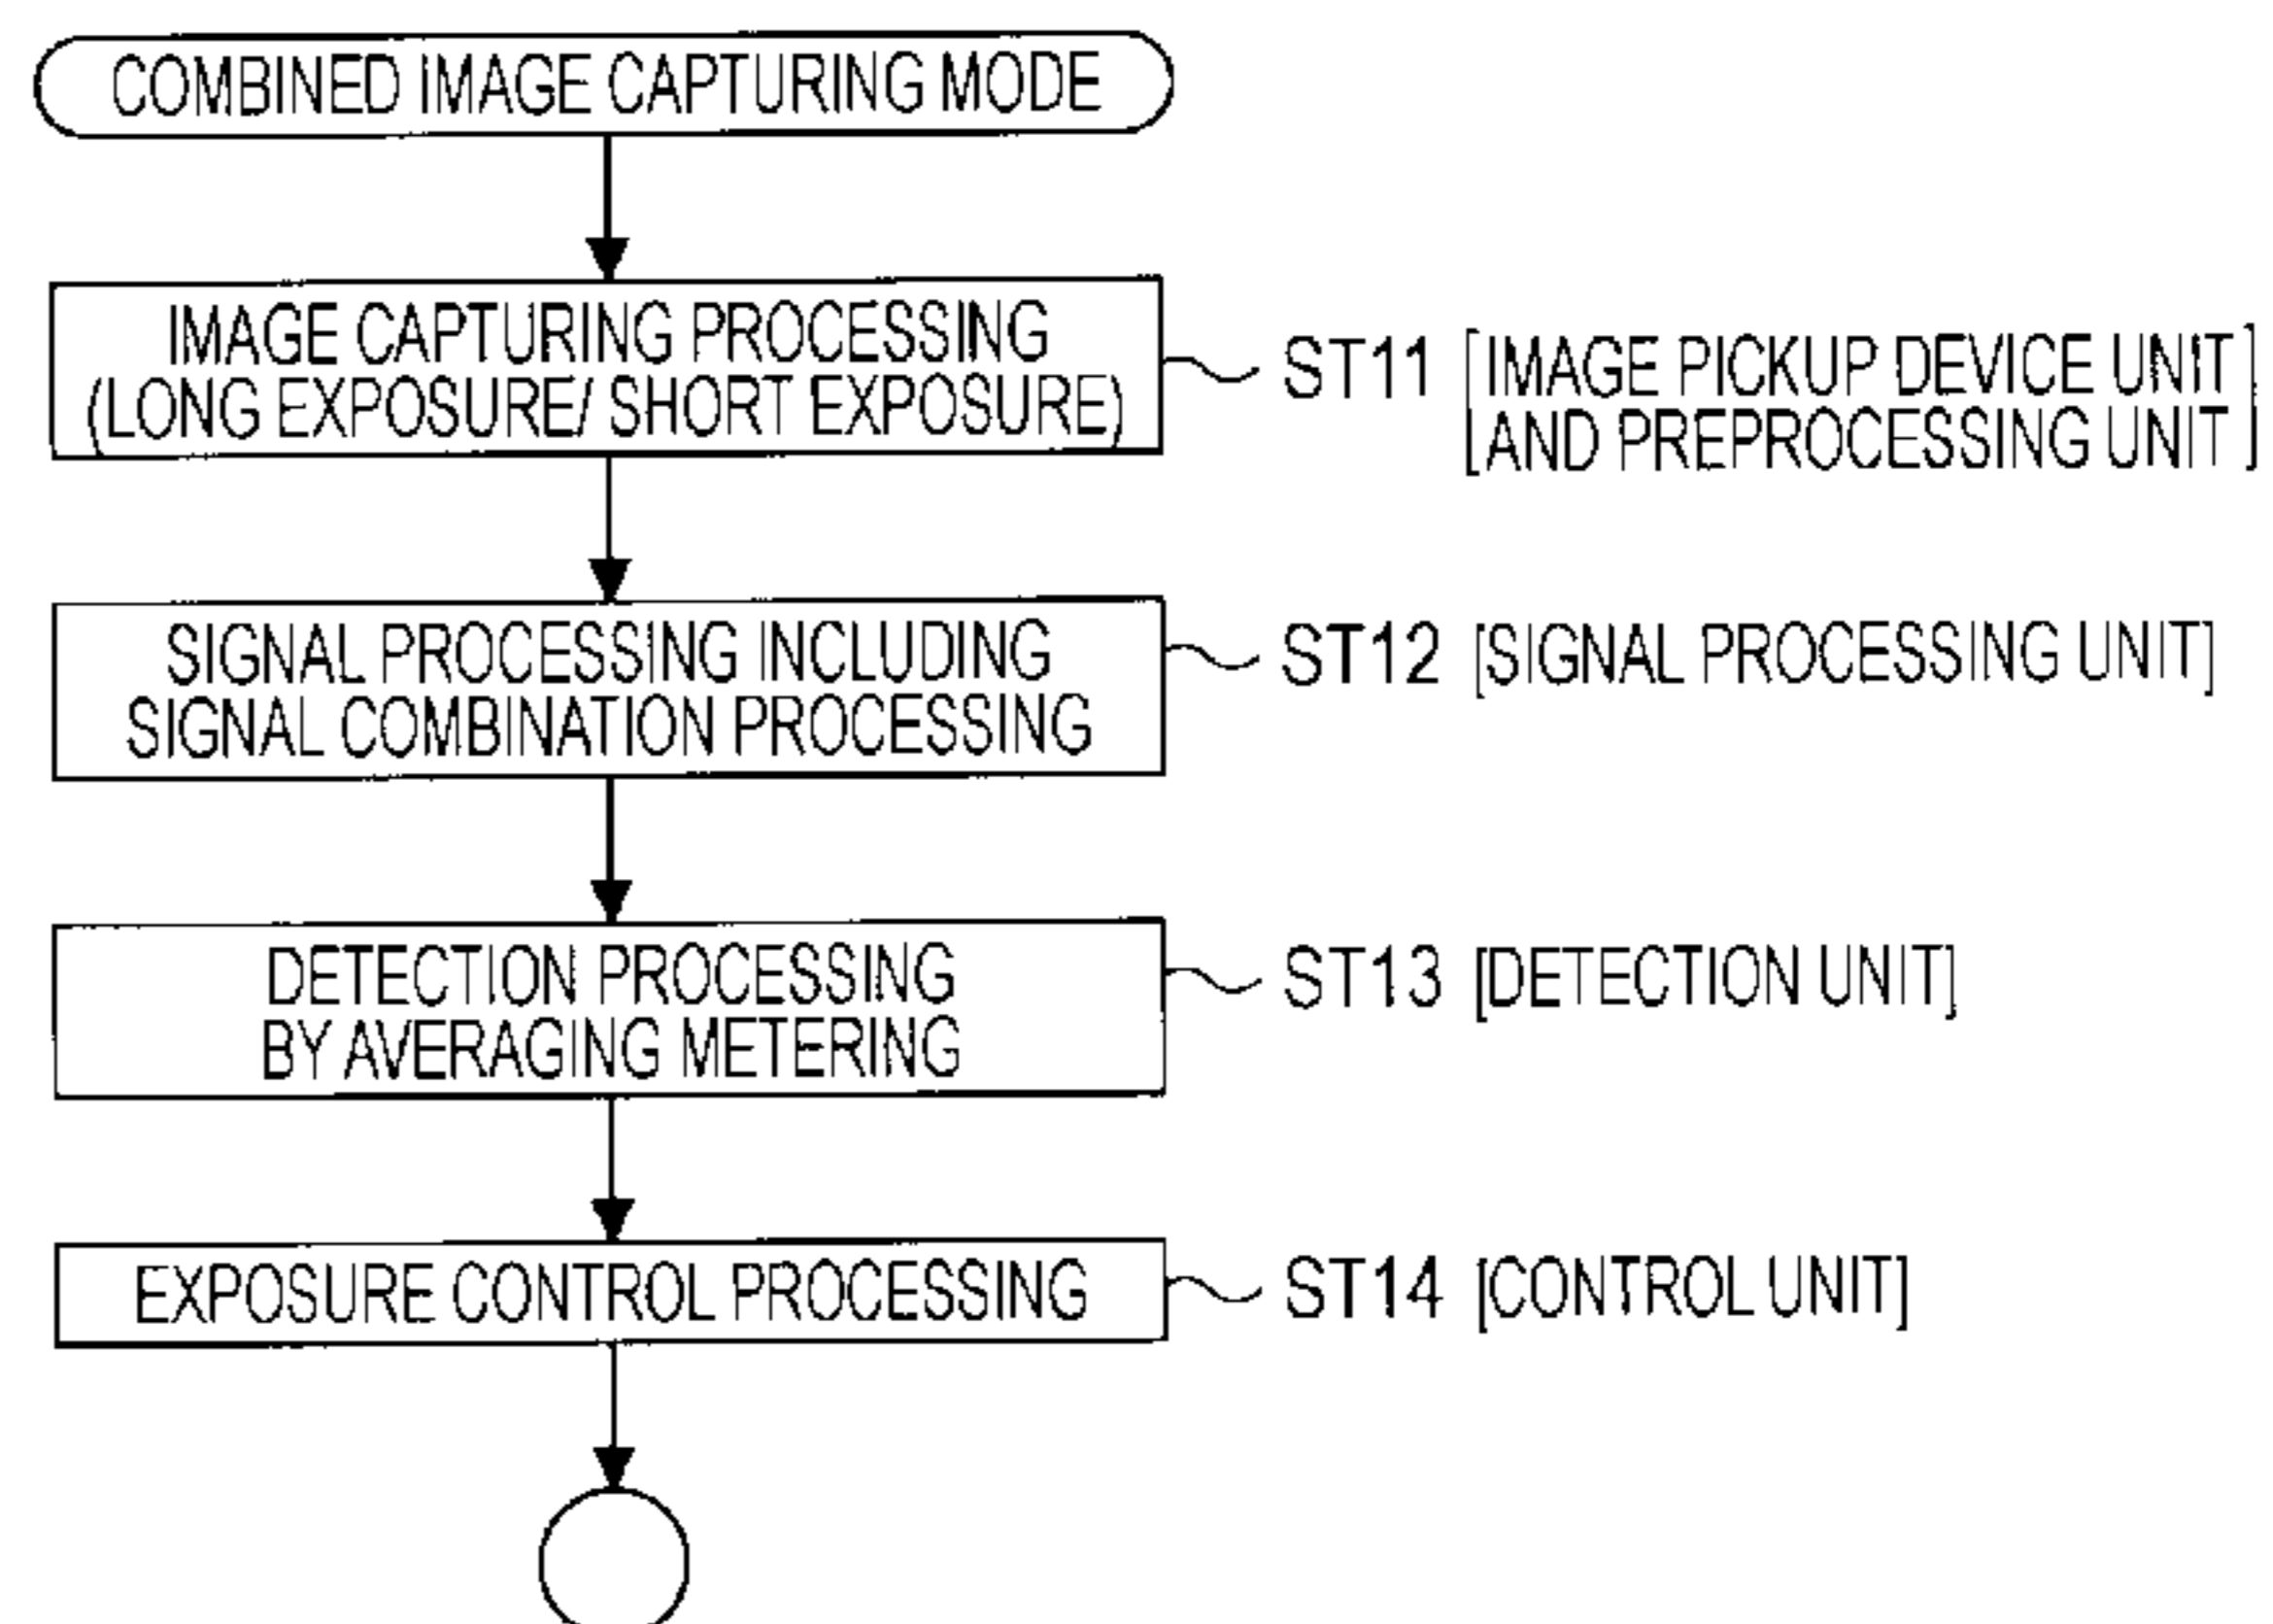 COMBINED IMAGE CAPTURING MODE
IMAGE CAPTURING PROCESSING
(LONG EXPOSURE/ SHORT EXPOSURE)
ST11 [IMAGE PICKUP DEVICE UNIT
AND PREPROCESSING UNIT]
SIGNAL PROCESSING INCLUDING
SIGNAL COMBINATION PROCESSING
ST12 [SIGNAL PROCESSING UNIT]
DETECTION PROCESSING
BY AVERAGING METERING
ST13 [DETECTION UNIT]
EXPOSURE CONTROL PROCESSING
ST14 [CONTROL UNIT]